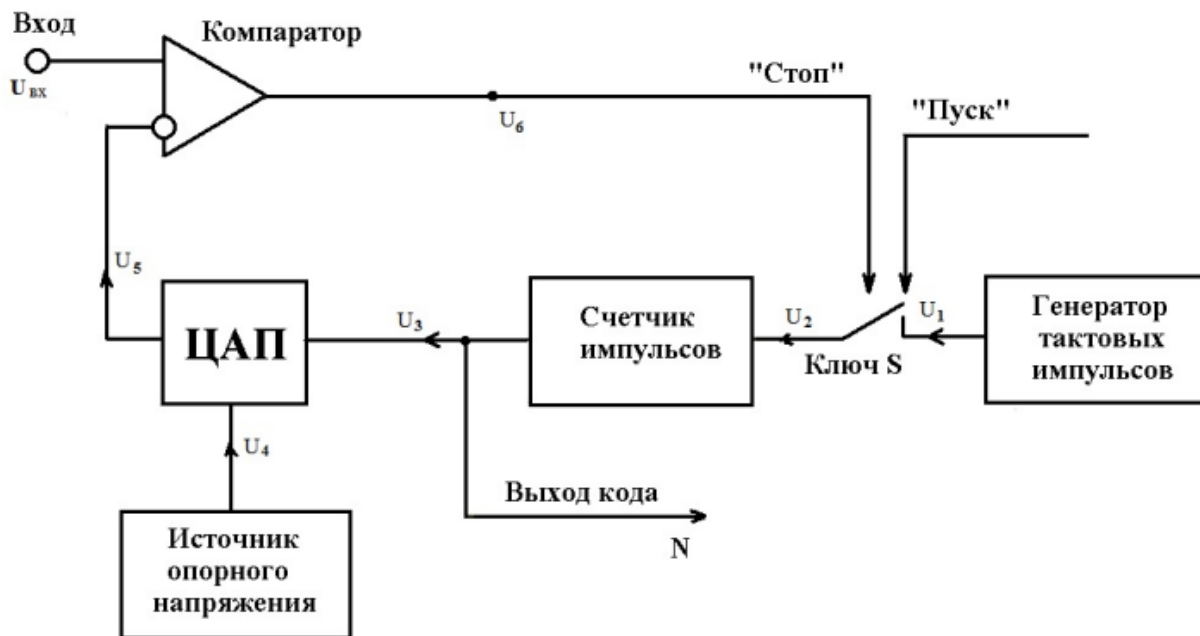 Вход
Компаратор
"Стоп"
U вх
U6
"Пуск"
U5
ЦАП
U3
Счетчик
импульсов
U2
U1
Ключ S
Генератор
тактовых
импульсов
U4
Выход кода
N
Источник
опорного
напряжения